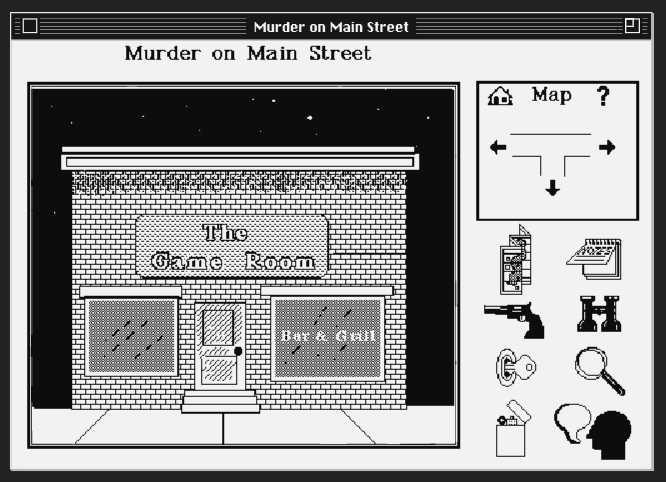 Murder on Main Street
Murder on Main Street
Map ?
The
Game Room
Bar & Grill